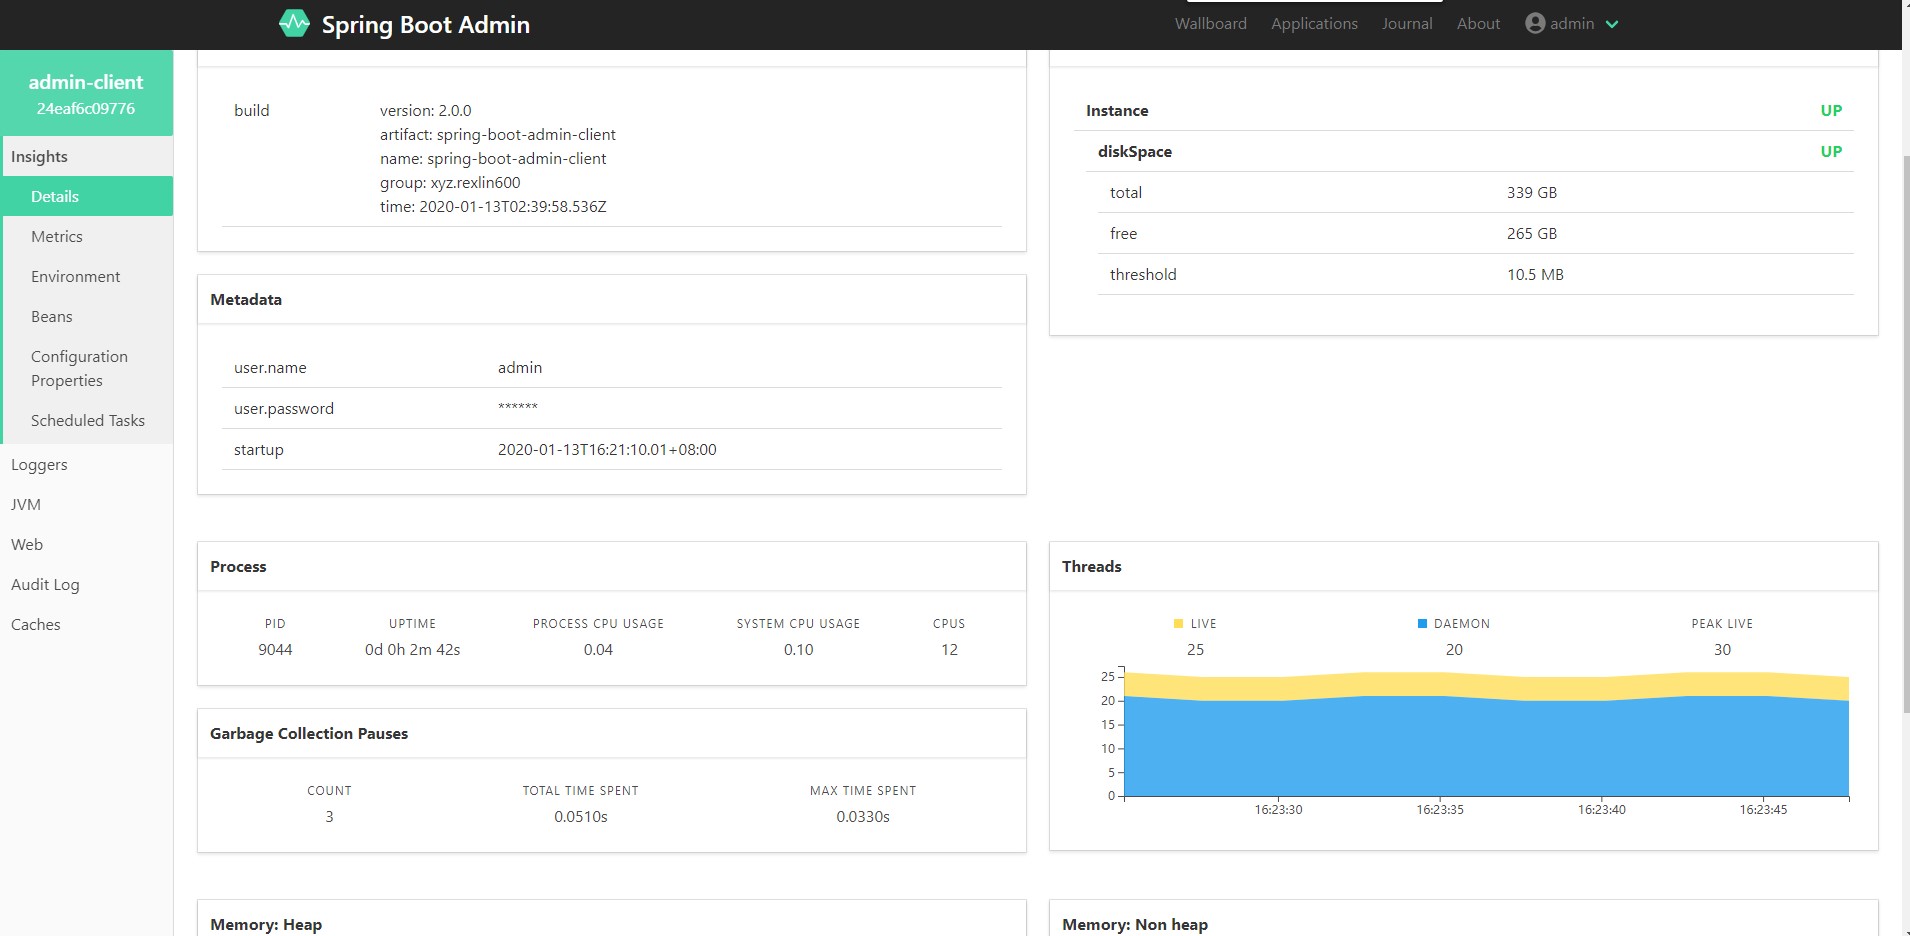 Spring Boot Admin
Wallboard Applications Journal About admin
admin-client
24eaf6c09776
Insights
Details
Metrics
Environment
Beans
Configuration
Properties
Scheduled Tasks
Loggers
JVM
Web
Audit Log
Caches
build version: 2.0.0
artifact: spring-boot-admin-client
name: spring-boot-admin-client
group: xyz.rexlin600
time: 2020-01-13T02:39:58.536Z
Instance UP
diskSpace UP
total 339 GB
free 265 GB
threshold 10.5 MB
Metadata
user.name admin
user.password ******
startup 2020-01-13T16:21:10.01+08:00
Process
PID UPTIME PROCESS CPU USAGE SYSTEM CPU USAGE CPUS
9044 0d 0h 2m 42s 0.04 0.10 12
Garbage Collection Pauses
COUNT TOTAL TIME SPENT MAX TIME SPENT
3 0.0510s 0.0330s
Threads
LIVE DAEMON PEAK LIVE
25 20 30
25
20
15
10
5
0
16:23:30 16:23:35 16:23:40 16:23:45
Memory: Heap
Memory: Non heap